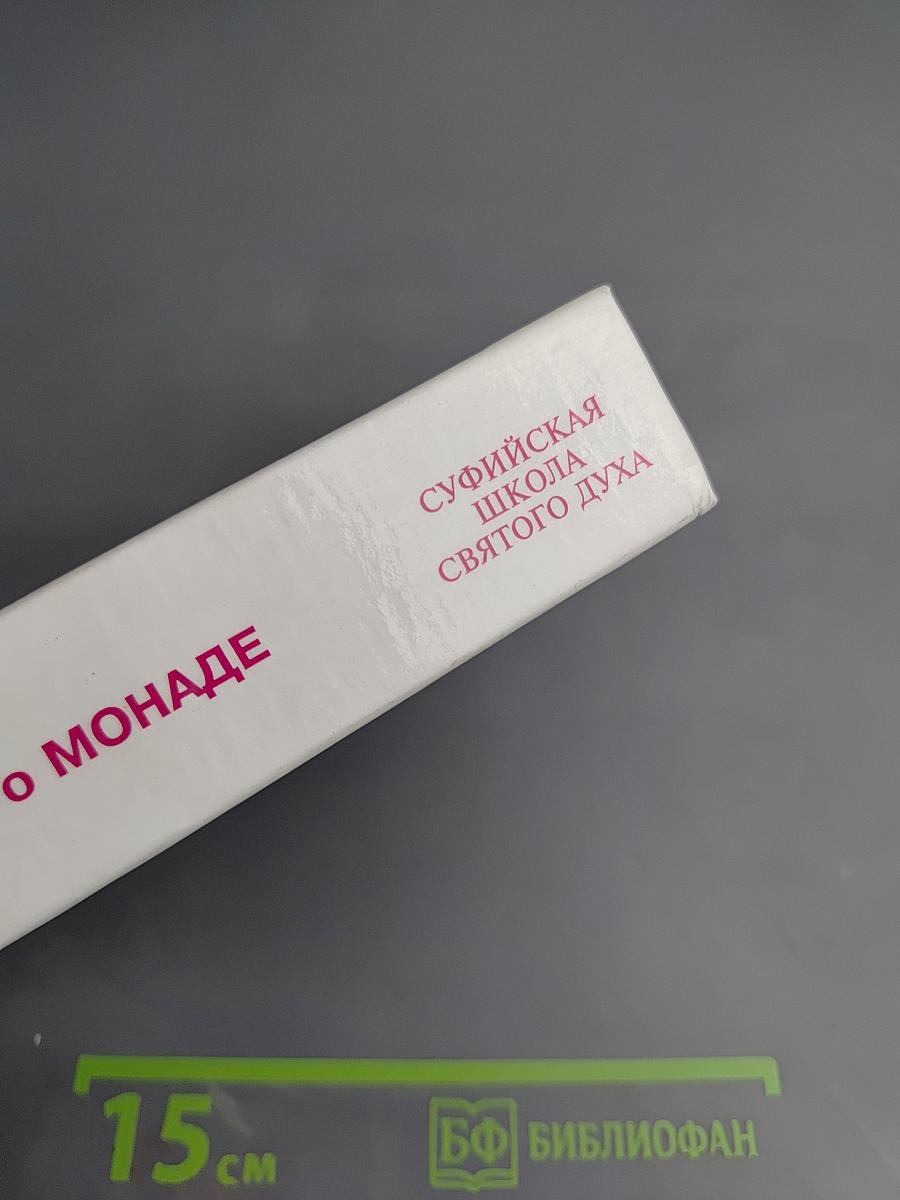 о МОНАДЕ
СУФИЙСКАЯ
ШКОЛА
СВЯТОГО ДУХА
15 см
БФ БИБЛИОФАН